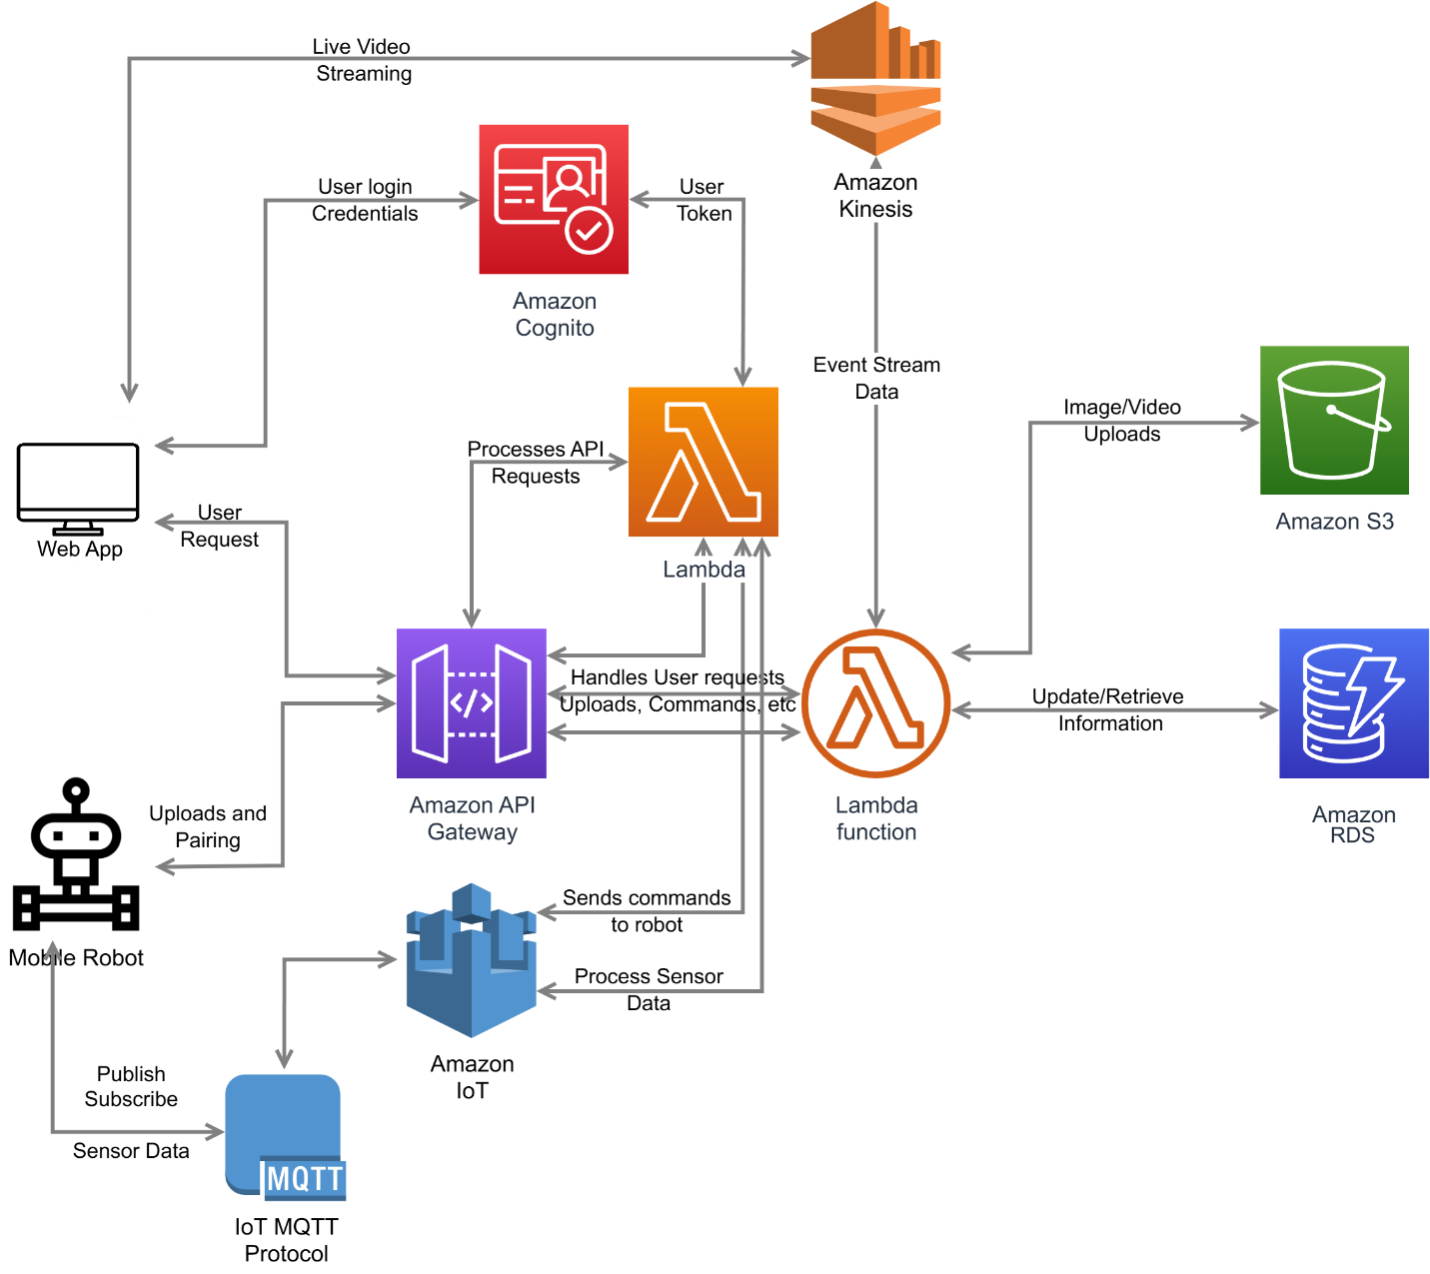 Live Video
Streaming
Amazon
Kinesis
User login
Credentials
User
Token
Amazon
Cognito
Event Stream
Data
Image/Video
Uploads
Processes API
Requests
Amazon S3
User
Request
Web App
Lambda
Handles User requests
Uploads, Commands, etc
Update/Retrieve
Information
</>
Amazon API
Gateway
Lambda
function
Amazon
RDS
Uploads and
Pairing
Sends commands
to robot
Mobile Robot
Process Sensor
Data
Amazon
IoT
Publish
Subscribe
Sensor Data
MQTT
IoT MQTT
Protocol